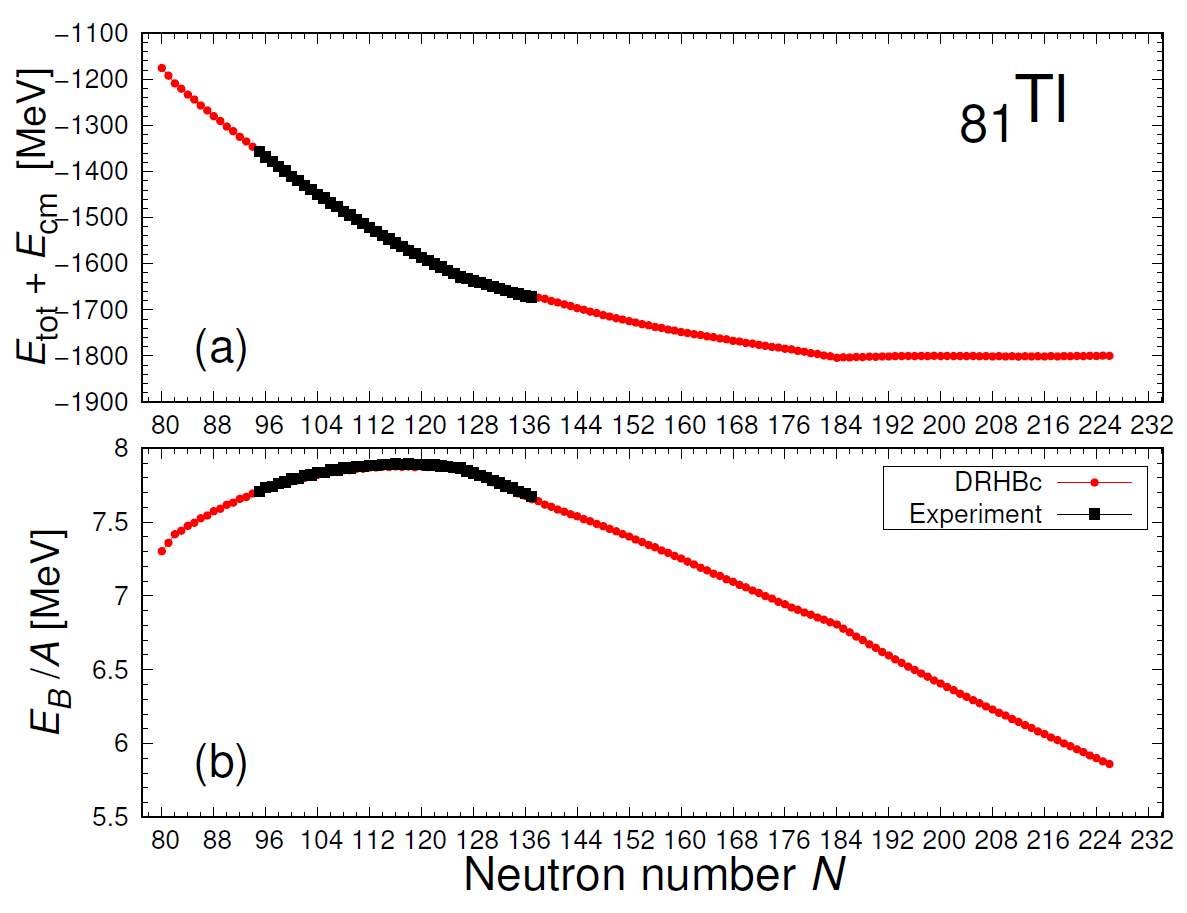 −1100
−1200
−1300
−1400
−1500
−1600
−1700
−1800
−1900
E_tot + E_cm [MeV]
81Tl
(a)
80 88 96 104 112 120 128 136 144 152 160 168 176 184 192 200 208 216 224 232
8
7.5
7
6.5
6
5.5
E_B /A [MeV]
DRHBc
Experiment
(b)
80 88 96 104 112 120 128 136 144 152 160 168 176 184 192 200 208 216 224 232
Neutron number N